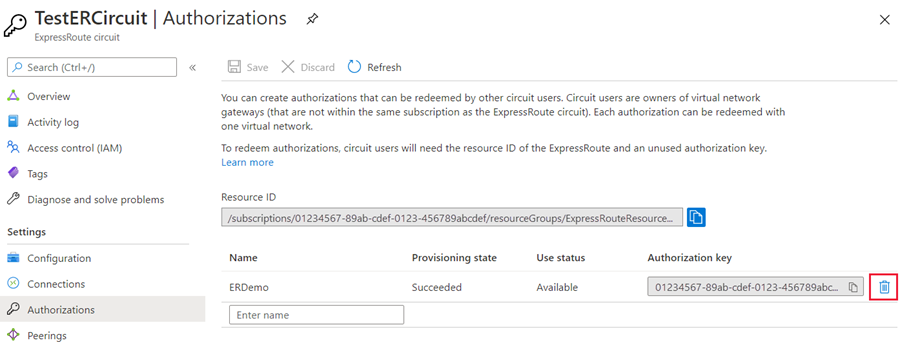 TestERCircuit | Authorizations
ExpressRoute circuit
Search (Ctrl+/)
«
Save
Discard
Refresh
Overview
Activity log
Access control (IAM)
Tags
Diagnose and solve problems
Settings
Configuration
Connections
Authorizations
Peerings
You can create authorizations that can be redeemed by other circuit users. Circuit users are owners of virtual network
gateways (that are not within the same subscription as the ExpressRoute circuit). Each authorization can be redeemed with
one virtual network.
To redeem authorizations, circuit users will need the resource ID of the ExpressRoute and an unused authorization key.
Learn more
Resource ID
/subscriptions/01234567-89ab-cdef-0123-456789abcdef/resourceGroups/ExpressRouteResource...
Name Provisioning state Use status Authorization key
ERDemo Succeeded Available 01234567-89ab-cdef-0123-456789abc...
Enter name